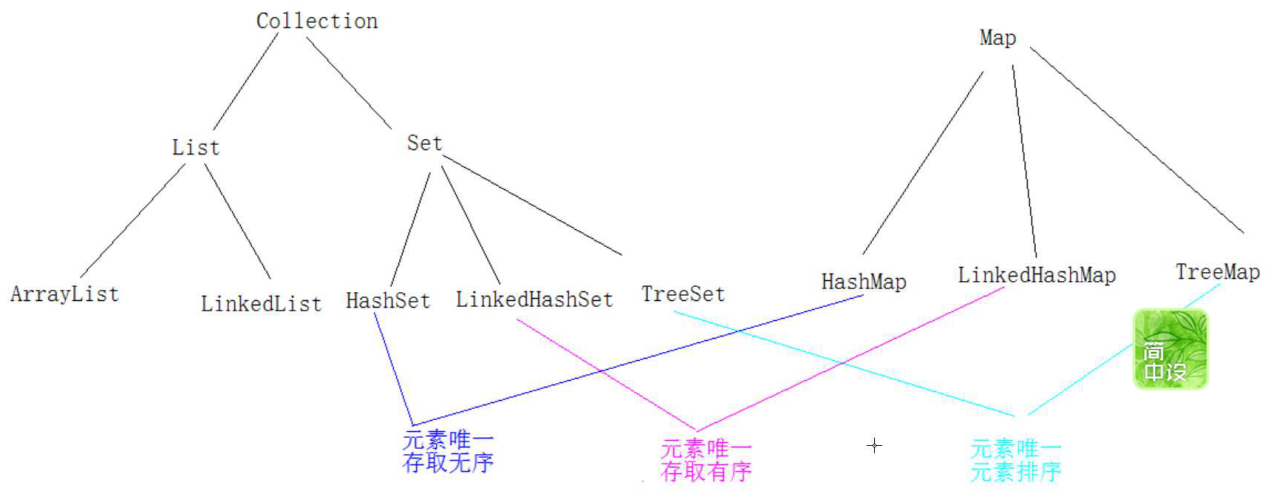 Collection
Map
List
Set
ArrayList
LinkedList
HashSet
LinkedHashSet
TreeSet
HashMap
LinkedHashMap
TreeMap
简
中设
元素唯一
存取无序
元素唯一
存取有序
元素唯一
元素排序